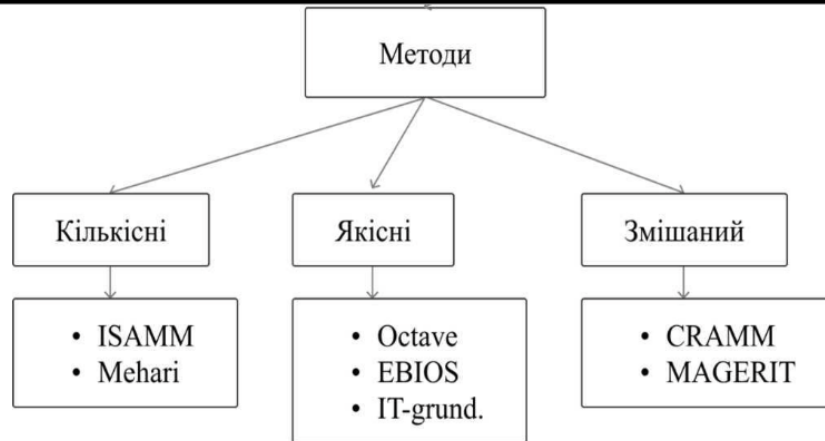 Методи
Кількісні
Якісні
Змішаний
• ISAMM
• Mehari
• Octave
• EBIOS
• IT-grund.
• CRAMM
• MAGERIT